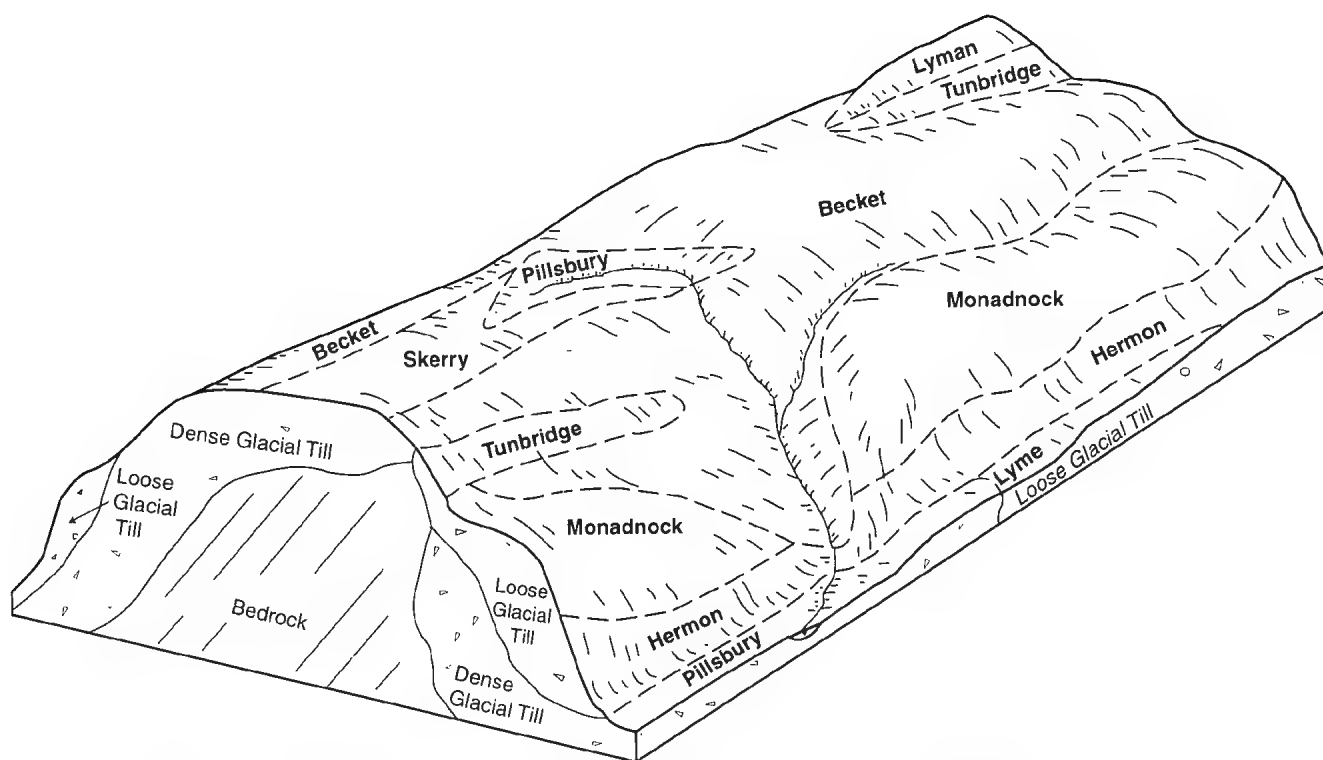 Lyman
Tunbridge
Becket
Pillsbury
Monadnock
Becket
Skerry
Hermon
Tunbridge
Dense Glacial Till
Lyme
Loose Glacial Till
Loose
Glacial
Till
Monadnock
Bedrock
Loose
Glacial
Till
Hermon
Pillsbury
Dense
Glacial Till